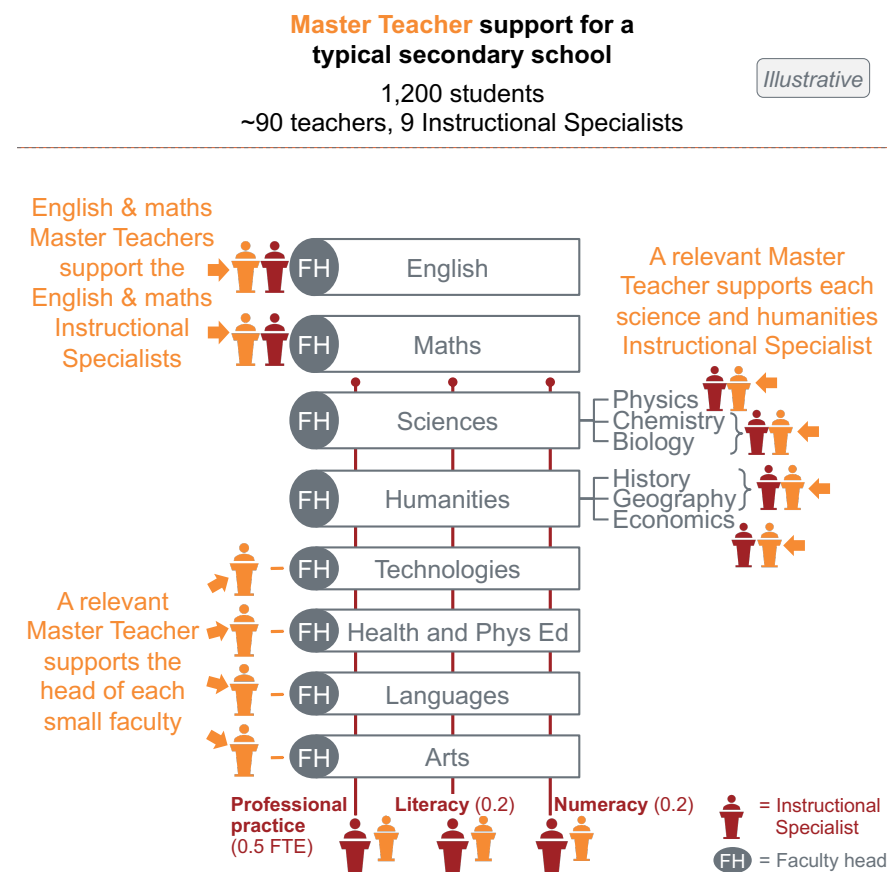 Master Teacher support for a
typical secondary school
1,200 students
~90 teachers, 9 Instructional Specialists
Illustrative
English & maths
Master Teachers
support the
English & maths
Instructional
Specialists
FH
English
FH
Maths
A relevant Master
Teacher supports each
science and humanities
Instructional Specialist
FH
Sciences
Physics
Chemistry
Biology
FH
Humanities
History
Geography
Economics
A relevant
Master Teacher
supports the
head of each
small faculty
FH
Technologies
FH
Health and Phys Ed
FH
Languages
FH
Arts
Professional
practice
(0.5 FTE)
Literacy (0.2)
Numeracy (0.2)
= Instructional
Specialist
FH = Faculty head